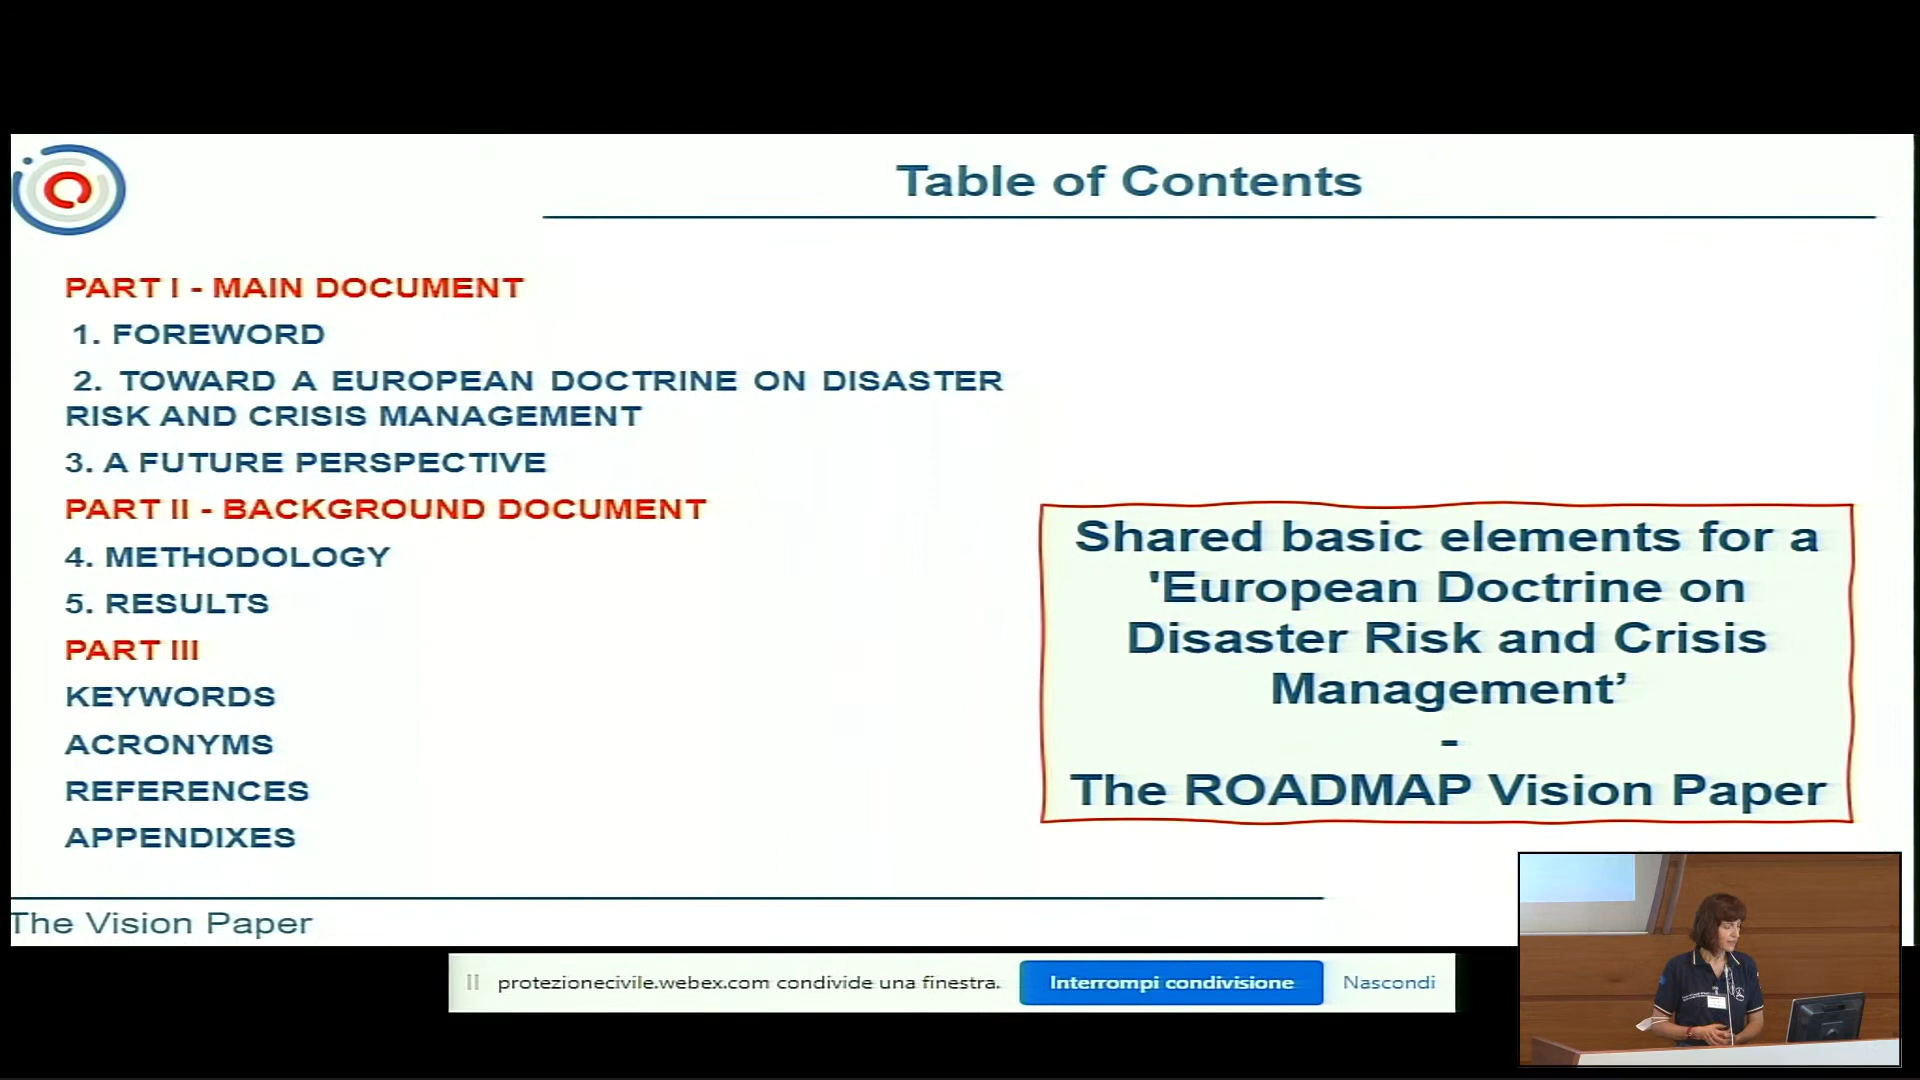 Table of Contents
PART I - MAIN DOCUMENT
1. FOREWORD
2. TOWARD A EUROPEAN DOCTRINE ON DISASTER
RISK AND CRISIS MANAGEMENT
3. A FUTURE PERSPECTIVE
PART II - BACKGROUND DOCUMENT
4. METHODOLOGY
5. RESULTS
PART III
KEYWORDS
ACRONYMS
REFERENCES
APPENDIXES
Shared basic elements for a
'European Doctrine on
Disaster Risk and Crisis
Management’
-
The ROADMAP Vision Paper
The Vision Paper
protezionecivile.webex.com condivide una finestra.
Interrompi condivisione
Nascondi